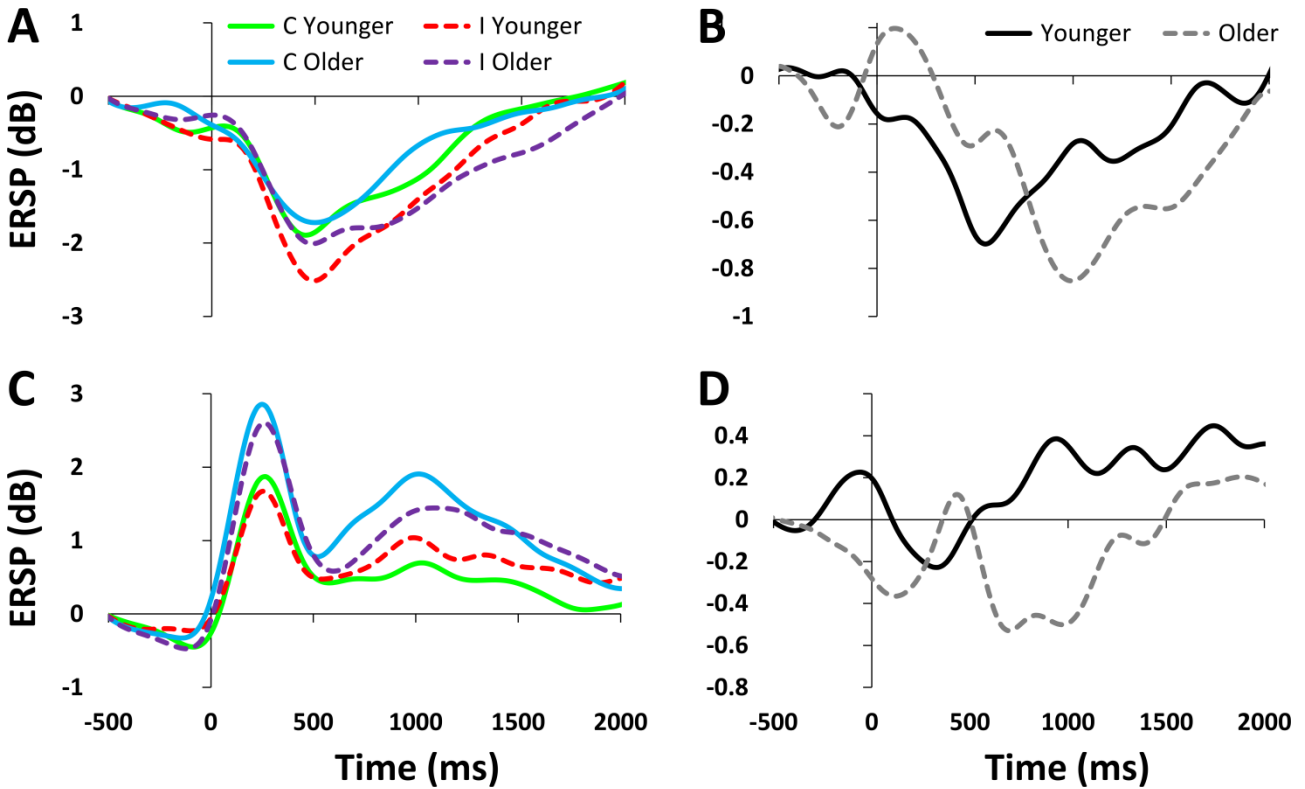 A
C Younger
I Younger
C Older
I Older
ERSP (dB)
1
0
-1
-2
-3
B
Younger
Older
0
-0.2
-0.4
-0.6
-0.8
-1
C
ERSP (dB)
3
2
1
0
-1
-500
0
500
1000
1500
2000
Time (ms)
D
0.4
0.2
0
-0.2
-0.4
-0.6
-0.8
-500
0
500
1000
1500
2000
Time (ms)